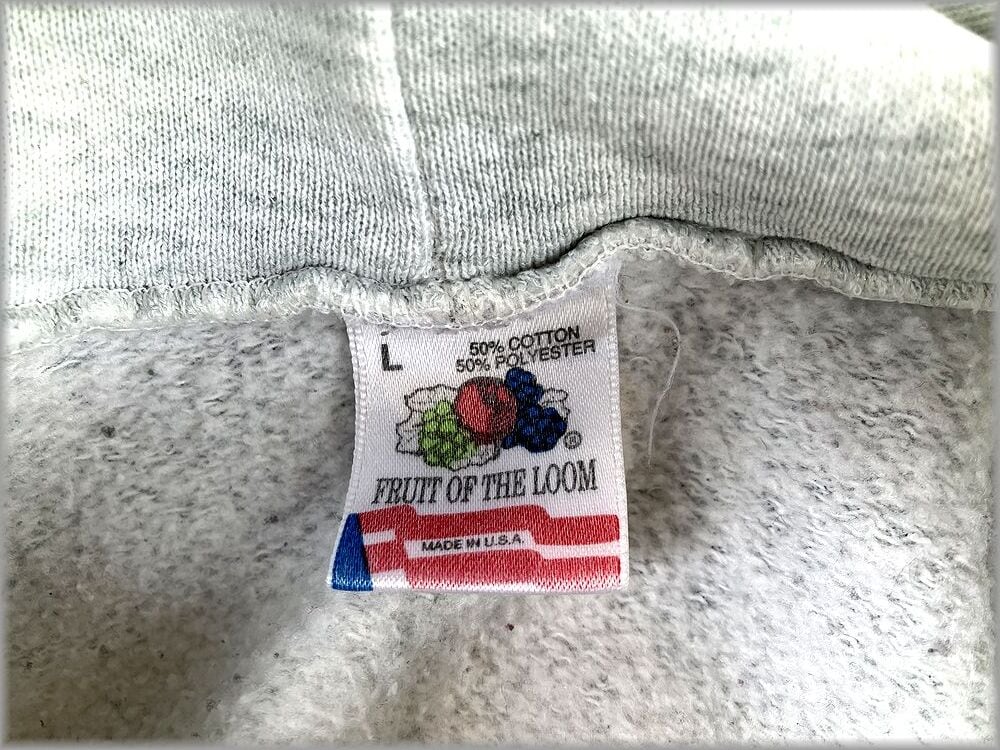 L
50% COTTON
50% POLYESTER
®
FRUIT OF THE LOOM
MADE IN U.S.A.